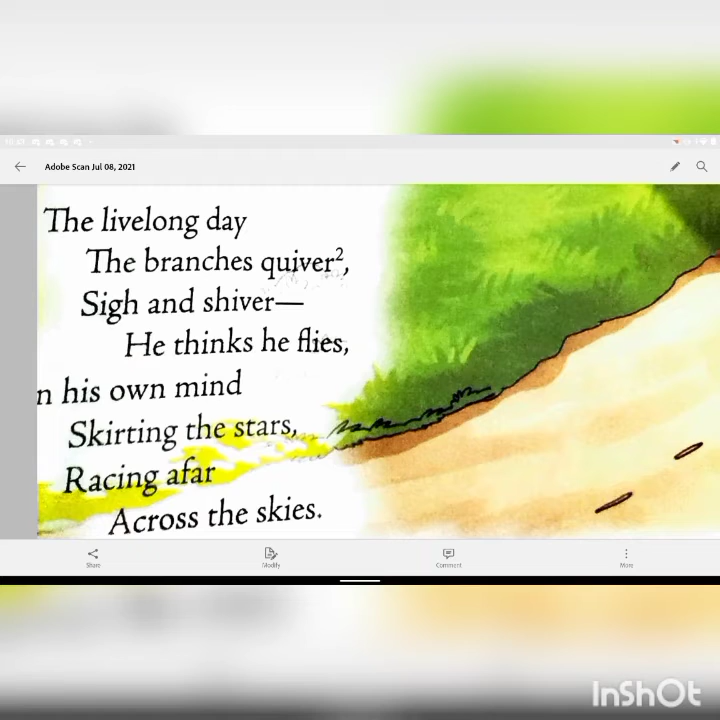 Adobe Scan Jul 08, 2021
The livelong day
The branches quiver²,
Sigh and shiver—
He thinks he flies,
n his own mind
Skirting the stars,
Racing afar
Across the skies.
Share Modify Comment More
InShOt